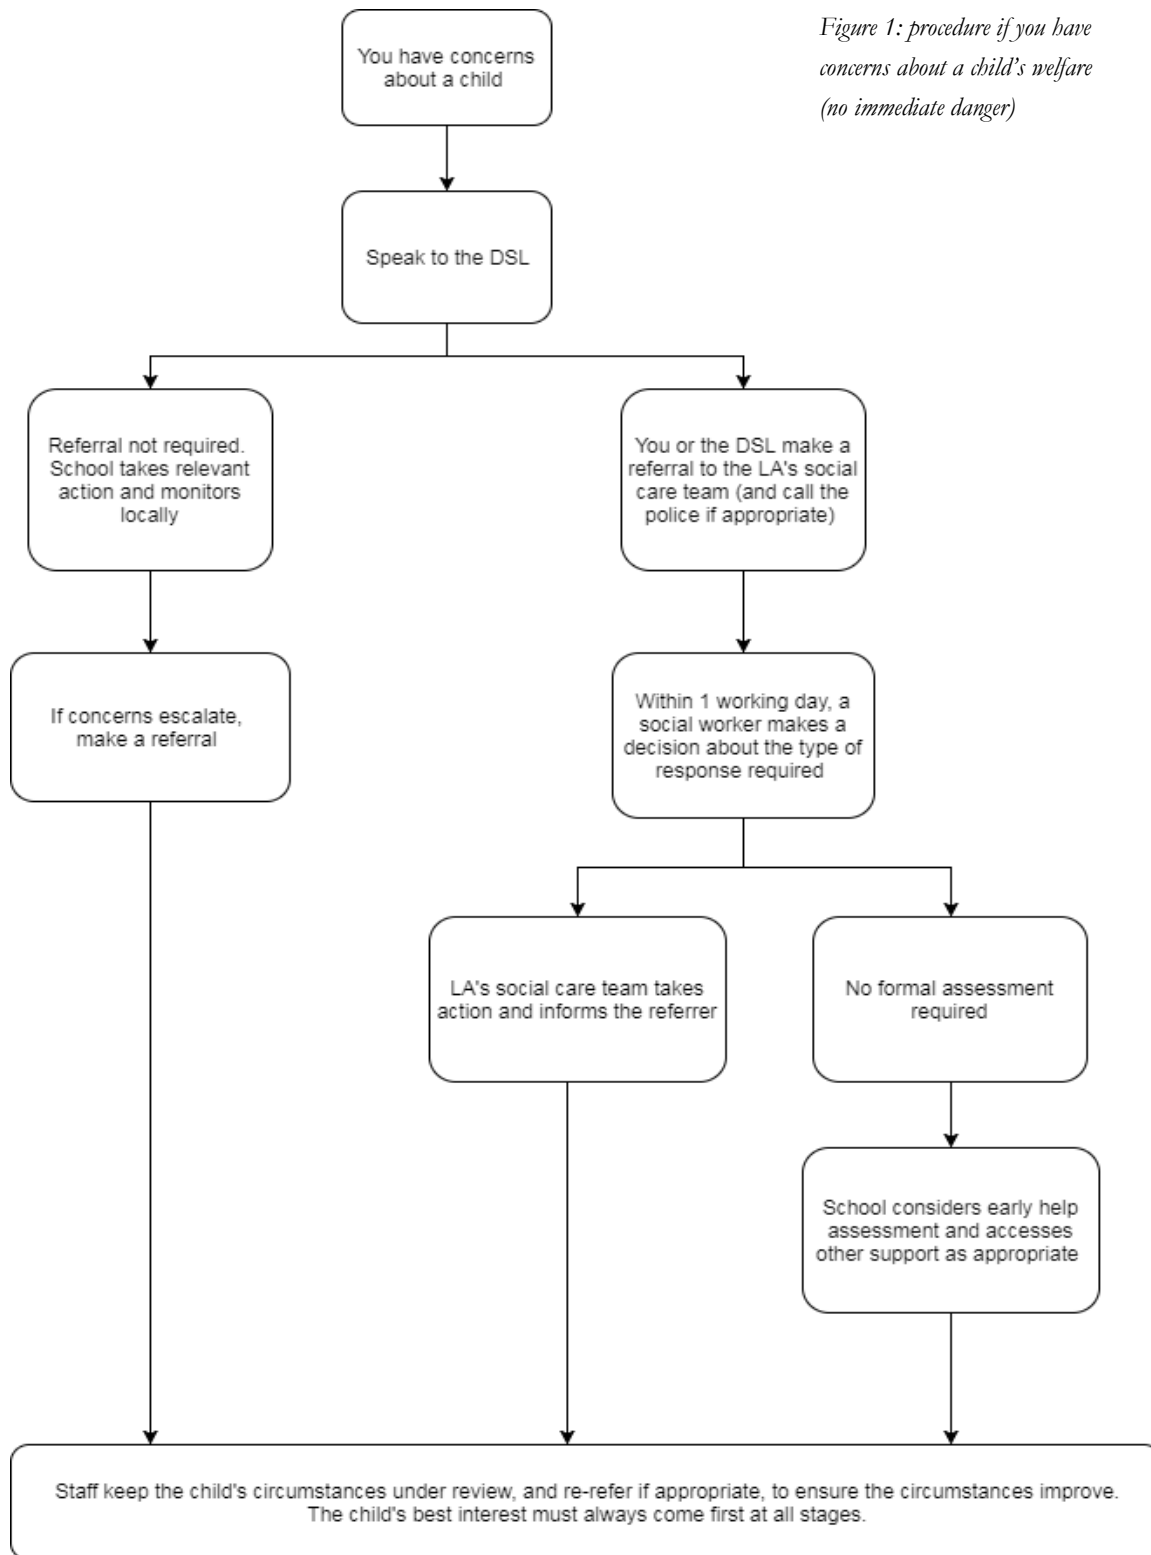 Figure 1: procedure if you have
concerns about a child's welfare
(no immediate danger)
You have concerns
about a child
Speak to the DSL
Referral not required.
School takes relevant
action and monitors
locally
You or the DSL make a
referral to the LA's social
care team (and call the
police if appropriate)
If concerns escalate,
make a referral
Within 1 working day, a
social worker makes a
decision about the type of
response required
LA's social care team takes
action and informs the referrer
No formal assessment
required
School considers early help
assessment and accesses
other support as appropriate
Staff keep the child's circumstances under review, and re-refer if appropriate, to ensure the circumstances improve.
The child's best interest must always come first at all stages.